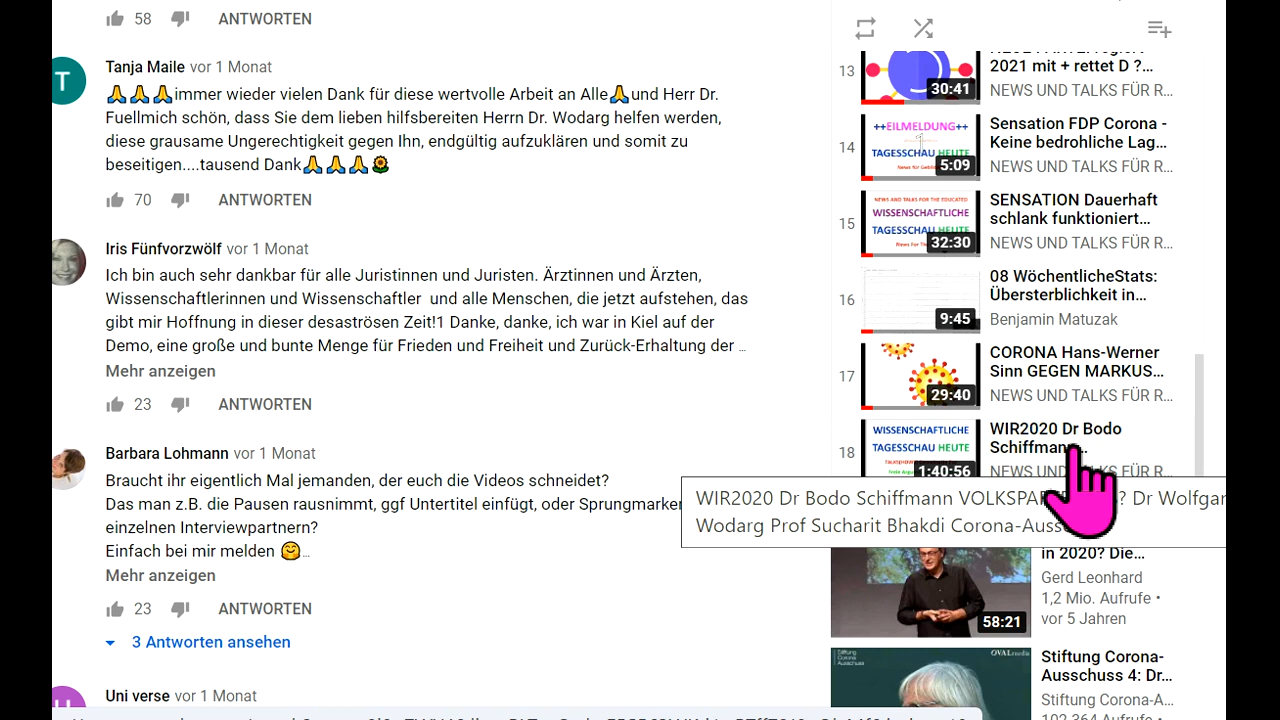 58
ANTWORTEN
T
Tanja Maile vor 1 Monat
🙏🙏🙏immer wieder vielen Dank für diese wertvolle Arbeit an Alle🙏und Herr Dr.
Fuellmich schön, dass Sie dem lieben hilfsbereiten Herrn Dr. Wodarg helfen werden,
diese grausame Ungerechtigkeit gegen Ihn, endgültig aufzuklären und somit zu
beseitigen....tausend Dank🙏🙏🙏🌻
70
ANTWORTEN
Iris Fünfvorzwölf vor 1 Monat
Ich bin auch sehr dankbar für alle Juristinnen und Juristen. Ärztinnen und Ärzten,
Wissenschaftlerinnen und Wissenschaftler und alle Menschen, die jetzt aufstehen, das
gibt mir Hoffnung in dieser desaströsen Zeit!1 Danke, danke, ich war in Kiel auf der
Demo, eine große und bunte Menge für Frieden und Freiheit und Zurück-Erhaltung der …
Mehr anzeigen
23
ANTWORTEN
Barbara Lohmann vor 1 Monat
Braucht ihr eigentlich Mal jemanden, der euch die Videos schneidet?
Das man z.B. die Pausen rausnimmt, ggf Untertitel einfügt, oder Sprungmarken
einzelnen Interviewpartnern?
Einfach bei mir melden 🤗…
Mehr anzeigen
23
ANTWORTEN
3 Antworten ansehen
Uni verse vor 1 Monat
13
30:41
2021 mit + rettet D ?...
NEWS UND TALKS FÜR R...
14
++EILMELDUNG++
TAGESSCHAU HEUTE
5:09
Sensation FDP Corona -
Keine bedrohliche Lag...
NEWS UND TALKS FÜR R...
15
NEWS AND TALKS FOR THE EDUCATED
WISSENSCHAFTLICHE
TAGESSCHAU HEUTE
32:30
SENSATION Dauerhaft
schlank funktioniert...
NEWS UND TALKS FÜR R...
16
9:45
08 WöchentlicheStats:
Übersterblichkeit in...
Benjamin Matuzak
17
29:40
CORONA Hans-Werner
Sinn GEGEN MARKUS...
NEWS UND TALKS FÜR R...
18
WISSENSCHAFTLICHE
TAGESSCHAU HEUTE
1:40:56
WIR2020 Dr Bodo
Schiffmann...
NEWS UND TALKS FÜR R...
WIR2020 Dr Bodo Schiffmann ? Dr Wolfgan
Wodarg Prof Sucharit Bhakdi
in 2020? Die...
Gerd Leonhard
1,2 Mio. Aufrufe •
vor 5 Jahren
58:21
Stiftung
Corona
Ausschuss
OVALmedia
Stiftung Corona-
Ausschuss 4: Dr...
Stiftung Corona-A...